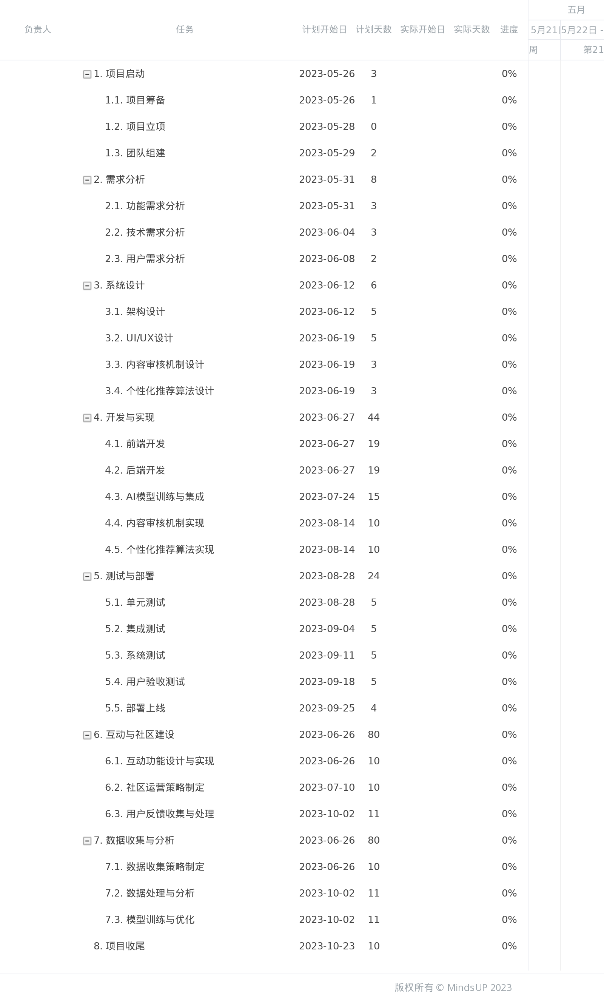 五月
负责人 任务 计划开始日 计划天数 实际开始日 实际天数 进度 5月21 5月22日 -
周 第21
1. 项目启动 2023-05-26 3 0%
1.1. 项目筹备 2023-05-26 1 0%
1.2. 项目立项 2023-05-28 0 0%
1.3. 团队组建 2023-05-29 2 0%
2. 需求分析 2023-05-31 8 0%
2.1. 功能需求分析 2023-05-31 3 0%
2.2. 技术需求分析 2023-06-04 3 0%
2.3. 用户需求分析 2023-06-08 2 0%
3. 系统设计 2023-06-12 6 0%
3.1. 架构设计 2023-06-12 5 0%
3.2. UI/UX设计 2023-06-19 5 0%
3.3. 内容审核机制设计 2023-06-19 3 0%
3.4. 个性化推荐算法设计 2023-06-19 3 0%
4. 开发与实现 2023-06-27 44 0%
4.1. 前端开发 2023-06-27 19 0%
4.2. 后端开发 2023-06-27 19 0%
4.3. AI模型训练与集成 2023-07-24 15 0%
4.4. 内容审核机制实现 2023-08-14 10 0%
4.5. 个性化推荐算法实现 2023-08-14 10 0%
5. 测试与部署 2023-08-28 24 0%
5.1. 单元测试 2023-08-28 5 0%
5.2. 集成测试 2023-09-04 5 0%
5.3. 系统测试 2023-09-11 5 0%
5.4. 用户验收测试 2023-09-18 5 0%
5.5. 部署上线 2023-09-25 4 0%
6. 互动与社区建设 2023-06-26 80 0%
6.1. 互动功能设计与实现 2023-06-26 10 0%
6.2. 社区运营策略制定 2023-07-10 10 0%
6.3. 用户反馈收集与处理 2023-10-02 11 0%
7. 数据收集与分析 2023-06-26 80 0%
7.1. 数据收集策略制定 2023-06-26 10 0%
7.2. 数据处理与分析 2023-10-02 11 0%
7.3. 模型训练与优化 2023-10-02 11 0%
8. 项目收尾 2023-10-23 10 0%
版权所有 © MindsUP 2023